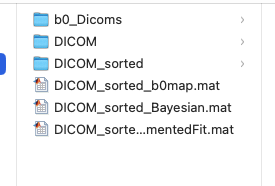 b0_Dicoms
DICOM
DICOM_sorted
DICOM_sorted_b0map.mat
DICOM_sorted_Bayesian.mat
DICOM_sorte...mentedFit.mat